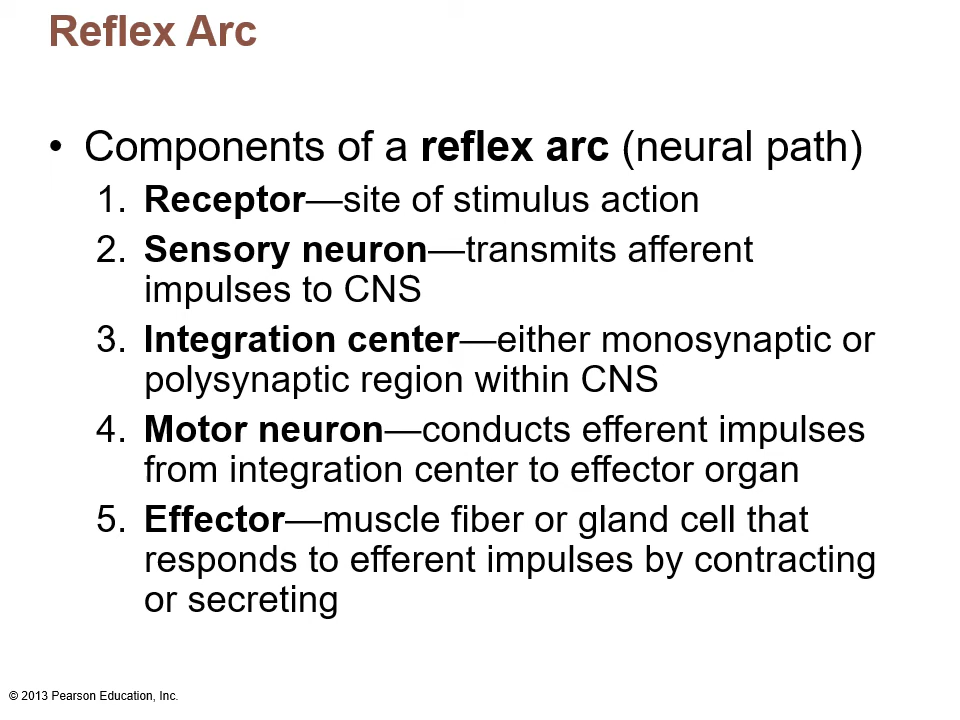 Reflex Arc
• Components of a reflex arc (neural path)
1. Receptor—site of stimulus action
2. Sensory neuron—transmits afferent
impulses to CNS
3. Integration center—either monosynaptic or
polysynaptic region within CNS
4. Motor neuron—conducts efferent impulses
from integration center to effector organ
5. Effector—muscle fiber or gland cell that
responds to efferent impulses by contracting
or secreting
© 2013 Pearson Education, Inc.